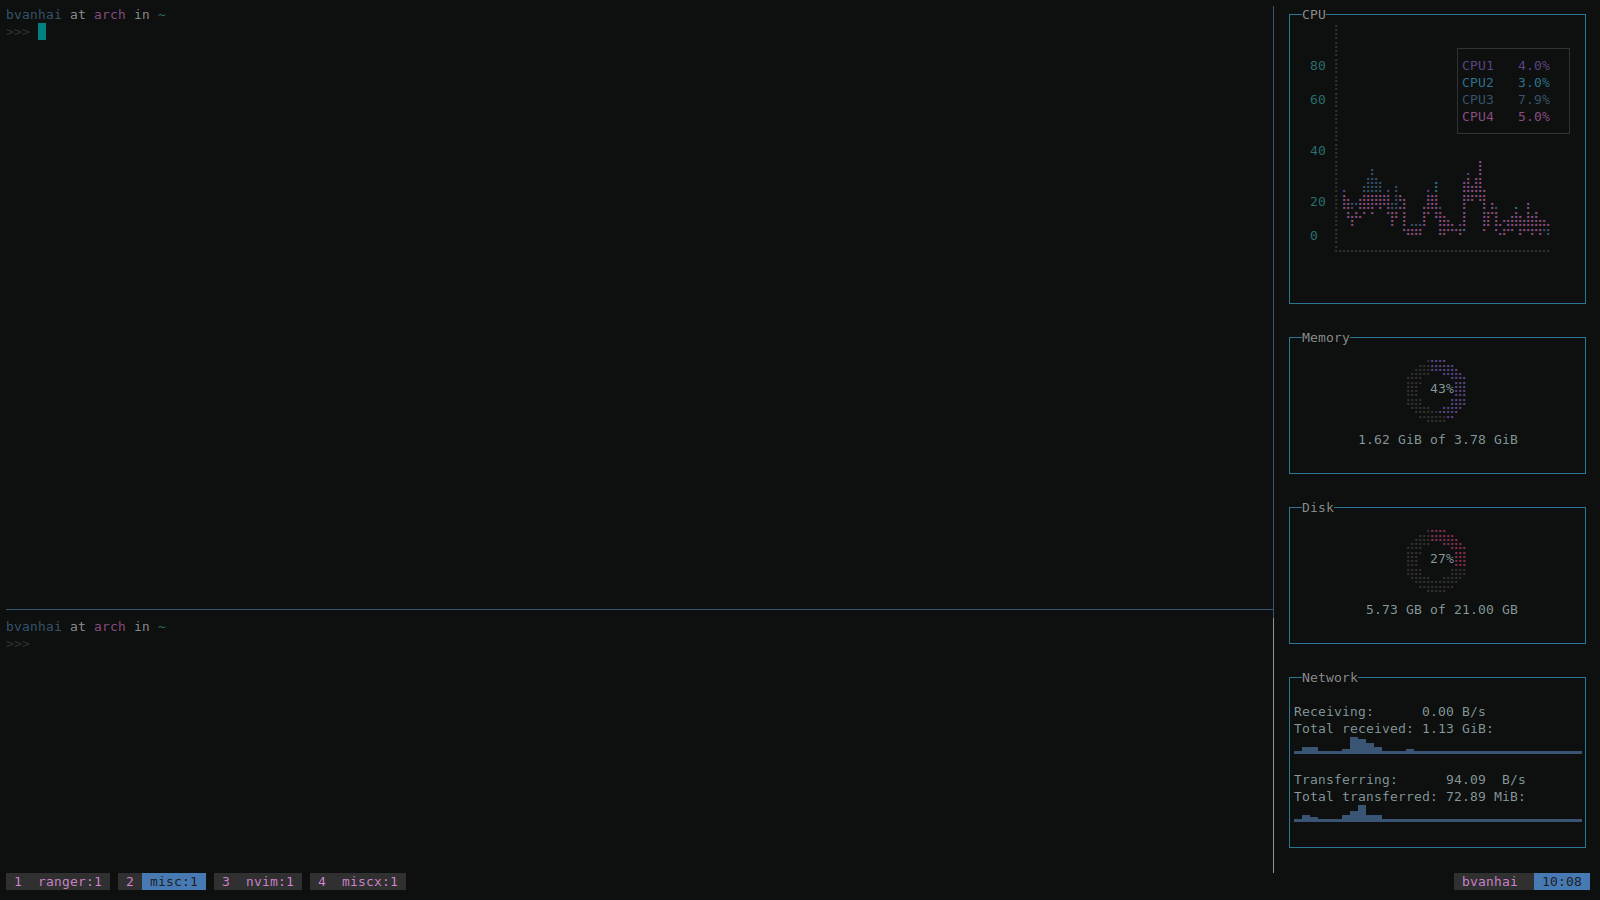 bvanhai at arch in ~
>>>
bvanhai at arch in ~
>>>
CPU
80
60
40
20
0
CPU1 4.0%
CPU2 3.0%
CPU3 7.9%
CPU4 5.0%
Memory
43%
1.62 GiB of 3.78 GiB
Disk
27%
5.73 GB of 21.00 GB
Network
Receiving: 0.00 B/s
Total received: 1.13 GiB:
Transferring: 94.09 B/s
Total transferred: 72.89 MiB:
1 ranger:1 2 misc:1 3 nvim:1 4 miscx:1 bvanhai 10:08